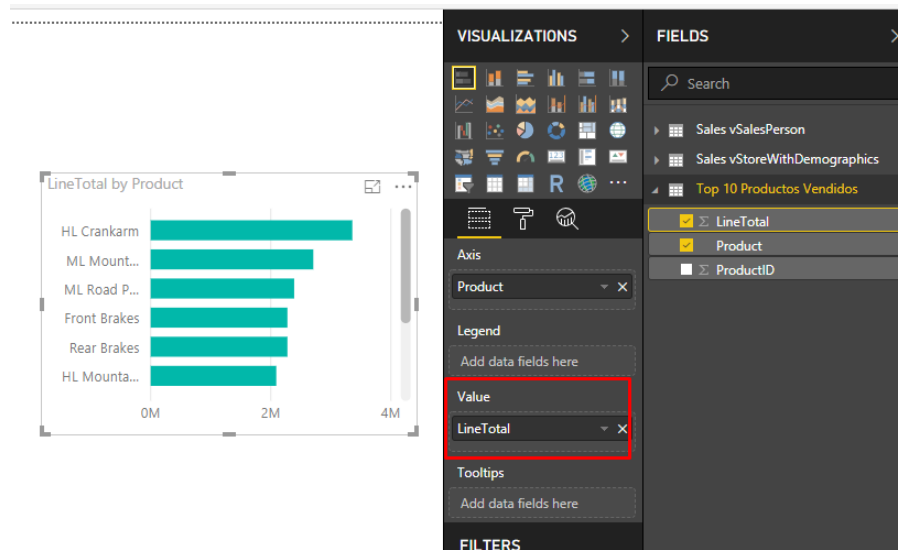 LineTotal by Product
HL Crankarm
ML Mount...
ML Road P...
Front Brakes
Rear Brakes
HL Mounta...
0M 2M 4M
VISUALIZATIONS
R
Axis
Product
Legend
Add data fields here
Value
LineTotal
Tooltips
Add data fields here
FILTERS
FIELDS
Search
Sales vSalesPerson
Sales vStoreWithDemographics
Top 10 Productos Vendidos
Σ LineTotal
Product
Σ ProductID